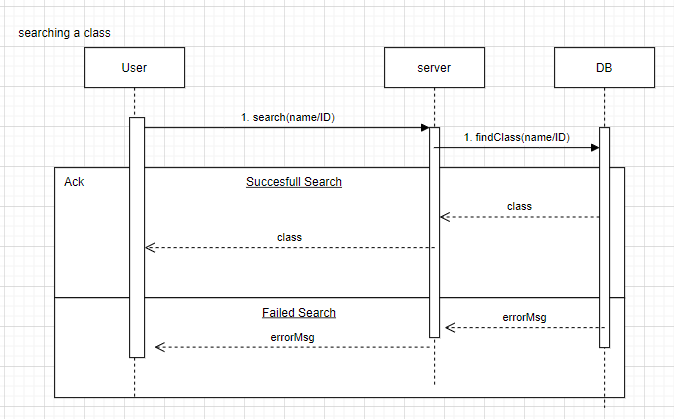 searching a class
User
server
DB
1. search(name/ID)
1. findClass(name/ID)
Ack
Succesfull Search
class
class
Failed Search
errorMsg
errorMsg